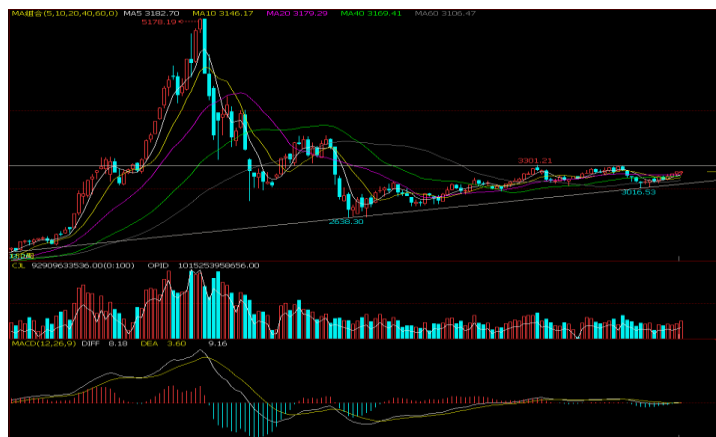 MA组合(5,10,20,40,60,0) MA5 3182.70 MA10 3146.17 MA20 3179.29 MA40 3169.41 MA60 3106.47
5178.19
3301.21
3016.53
2638.30
CJL 92909633536.00(0:100) OPID 1015253958656.00
MACD(12,26,9) DIFF 8.18 DEA 3.60 9.16